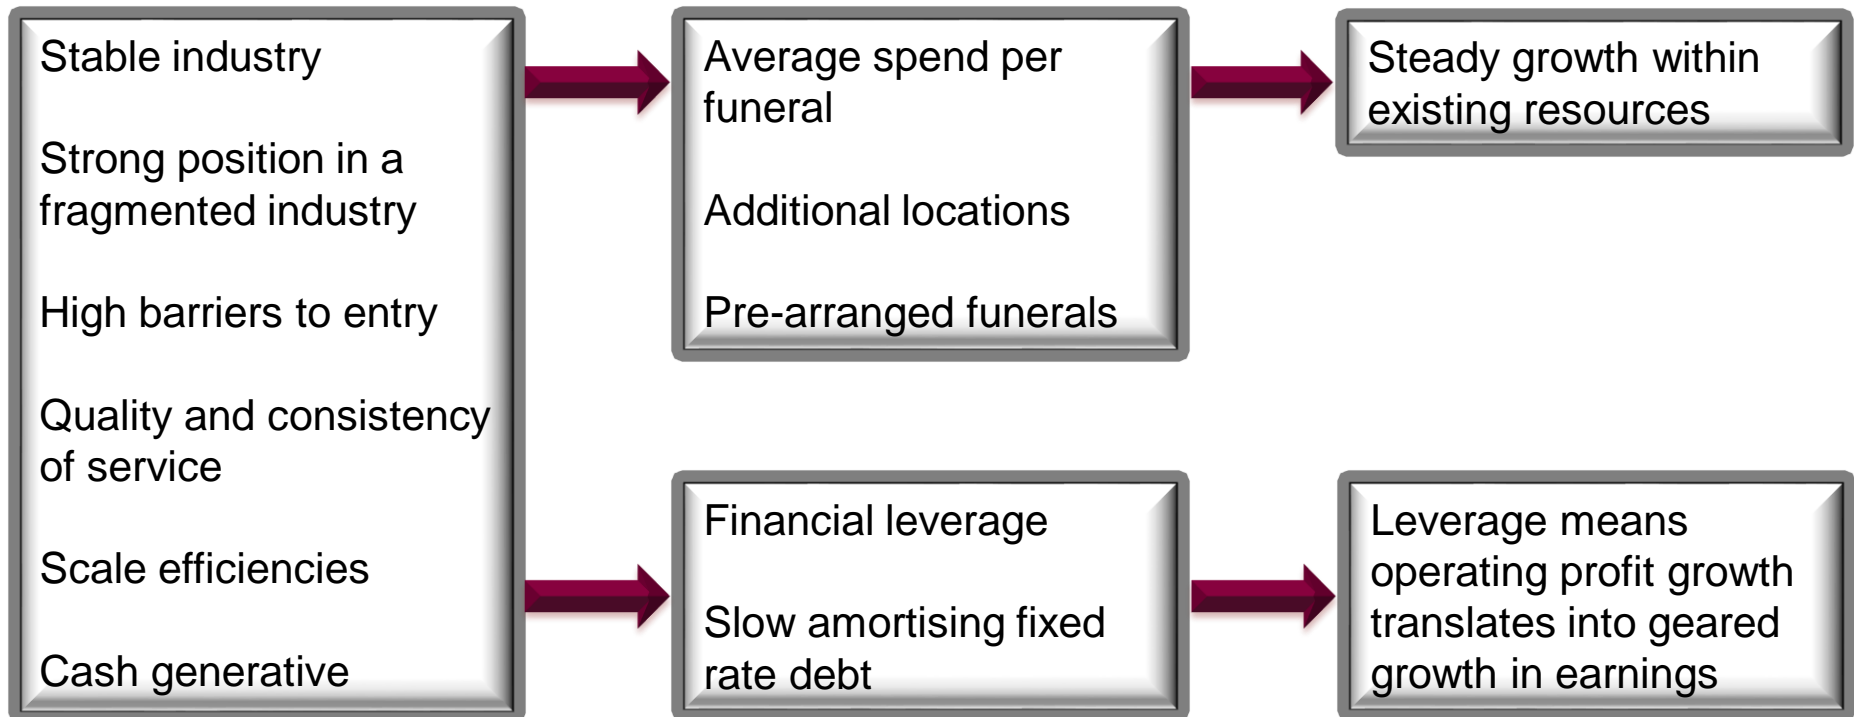 Stable industry
Strong position in a
fragmented industry
High barriers to entry
Quality and consistency
of service
Scale efficiencies
Cash generative
Average spend per
funeral
Additional locations
Pre-arranged funerals
Steady growth within
existing resources
Financial leverage
Slow amortising fixed
rate debt
Leverage means
operating profit growth
translates into geared
growth in earnings